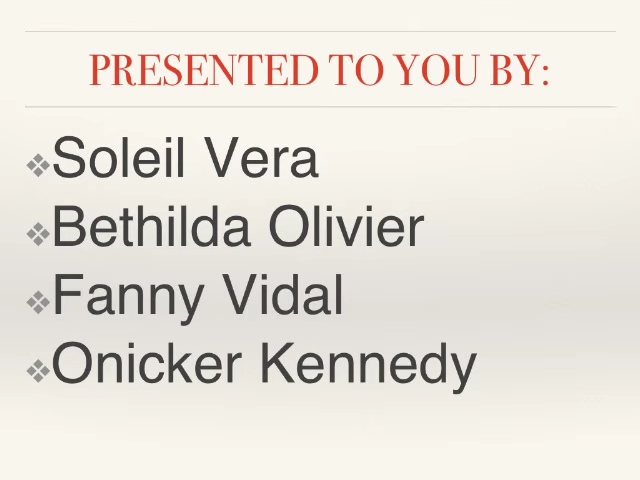 PRESENTED TO YOU BY:
❖Soleil Vera
❖Bethilda Olivier
❖Fanny Vidal
❖Onicker Kennedy